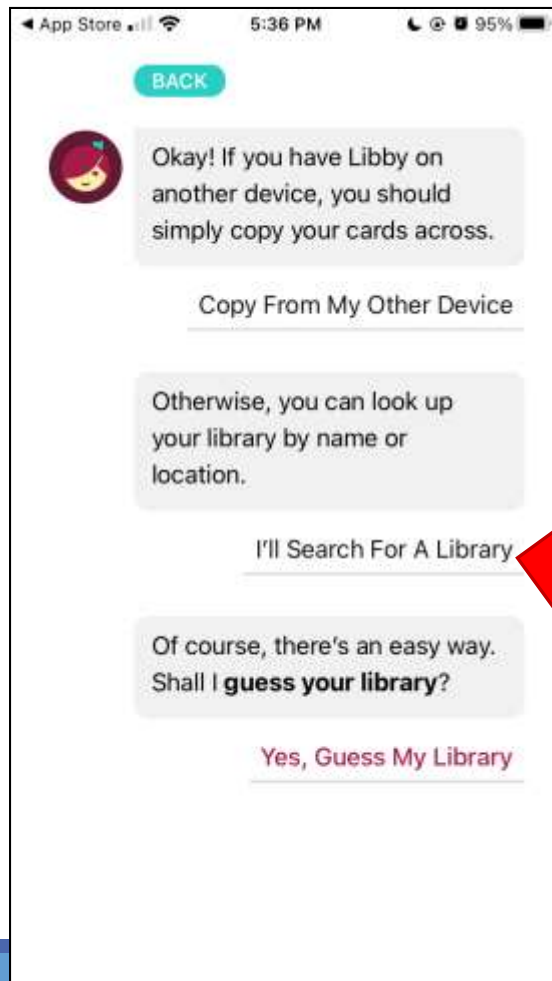 App Store 5:36 PM 95%
BACK
Okay! If you have Libby on
another device, you should
simply copy your cards across.
Copy From My Other Device
Otherwise, you can look up
your library by name or
location.
I'll Search For A Library
Of course, there's an easy way.
Shall I guess your library?
Yes, Guess My Library